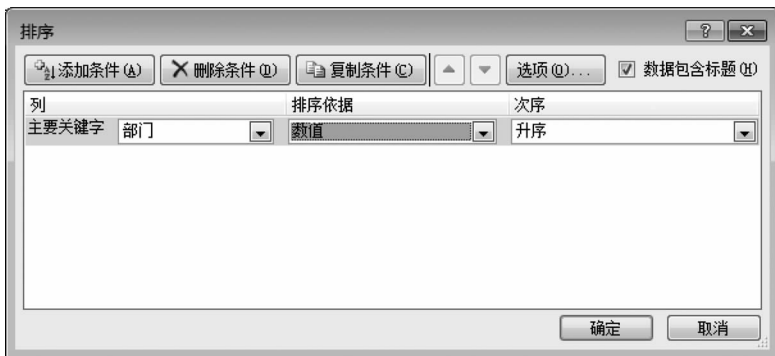 排序
添加条件(A) 删除条件(D) 复制条件(C) 选项(O)... 数据包含标题(H)
列 排序依据 次序
主要关键字 部门 数值 升序
确定 取消